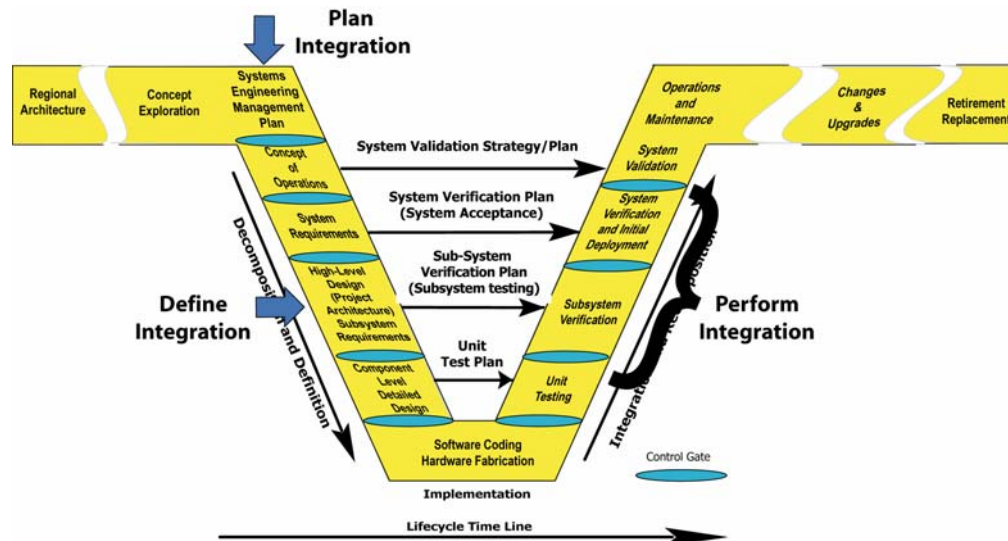 Plan
Integration
Regional
Architecture
Concept
Exploration
Systems
Engineering
Management
Plan
Concept
of
Operations
System
Requirements
High-Level
Design
(Project
Architecture)
Subsystem
Requirements
Component
Level
Detailed
Design
Software Coding
Hardware Fabrication
Implementation
Unit
Testing
Subsystem
Verification
System
Verification
and Initial
Deployment
System
Validation
Operations
and
Maintenance
Changes
&
Upgrades
Retirement
Replacement
System Validation Strategy/Plan
System Verification Plan
(System Acceptance)
Sub-System
Verification Plan
(Subsystem testing)
Unit
Test Plan
Define
Integration
Perform
Integration
and Definition
Integration
Control Gate
Lifecycle Time Line